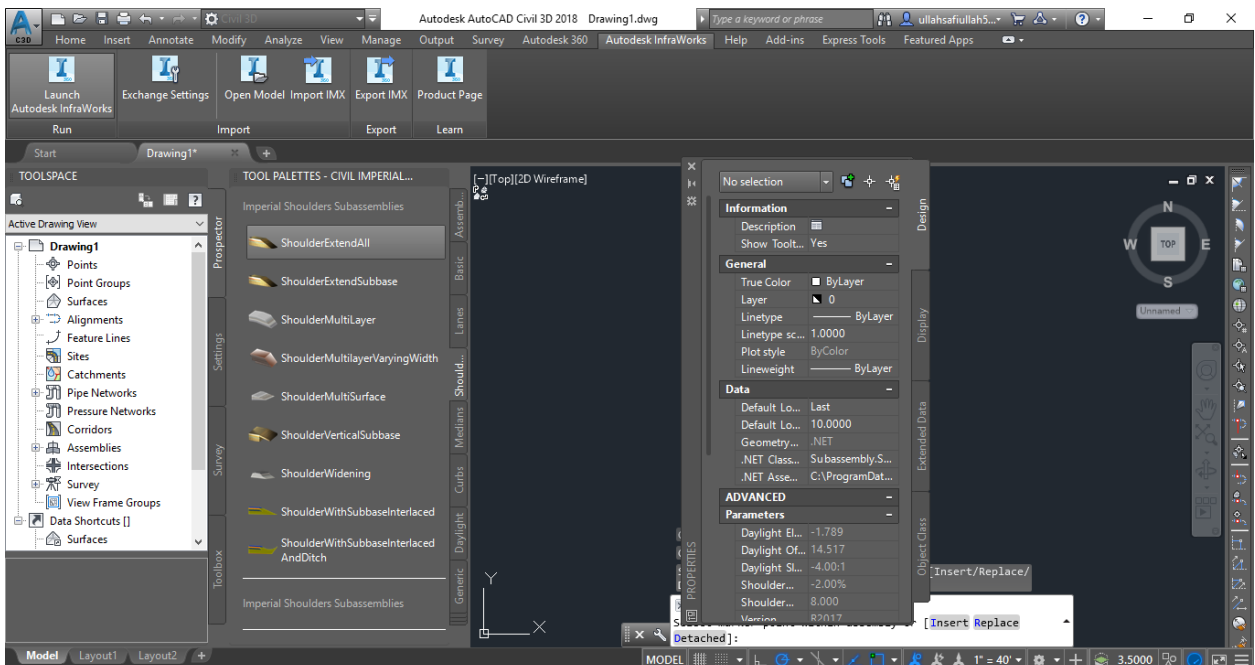 Civil 3D
Autodesk AutoCAD Civil 3D 2018 Drawing1.dwg
Type a keyword or phrase
ullahsafiullah5...
C3D
Home Insert Annotate Modify Analyze View Manage Output Survey Autodesk 360 Autodesk InfraWorks Help Add-ins Express Tools Featured Apps
Launch
Autodesk InfraWorks
Exchange Settings
Open Model
Import IMX
Export IMX
Product Page
Run
Import
Export
Learn
Start
Drawing1*
TOOLSPACE
Active Drawing View
Drawing1
Points
Point Groups
Surfaces
Alignments
Feature Lines
Sites
Catchments
Pipe Networks
Pressure Networks
Corridors
Assemblies
Intersections
Survey
View Frame Groups
Data Shortcuts []
Surfaces
Prospector
Settings
Survey
Toolbox
TOOL PALETTES - CIVIL IMPERIAL...
Imperial Shoulders Subassemblies
ShoulderExtendAll
ShoulderExtendSubbase
ShoulderMultiLayer
ShoulderMultilayerVaryingWidth
ShoulderMultiSurface
ShoulderVerticalSubbase
ShoulderWidening
ShoulderWithSubbaseInterlaced
ShoulderWithSubbaseInterlaced
AndDitch
Imperial Shoulders Subassemblies
Assemb...
Basic
Lanes
Should...
Medians
Curbs
Daylight
Generic
[-][Top][2D Wireframe]
Y
X
PROPERTIES
No selection
Information
Description
Show Toolt... Yes
General
True Color ByLayer
Layer 0
Linetype ByLayer
Linetype sc... 1.0000
Plot style ByColor
Lineweight ByLayer
Data
Default Lo... Last
Default Lo... 10.0000
Geometry... .NET
.NET Class... Subassembly.S...
.NET Asse... C:\ProgramDat...
ADVANCED
Parameters
Daylight El... -1.789
Daylight Of... 14.517
Daylight Sl... -4.00:1
Shoulder... -2.00%
Shoulder... 8.000
Version R2017
Design
Display
Extended Data
Object Class
N
W TOP E
S
Unnamed
[Insert/Replace/
[Insert Replace
Detached]:
Model Layout1 Layout2 +
MODEL
1" = 40'
3.5000